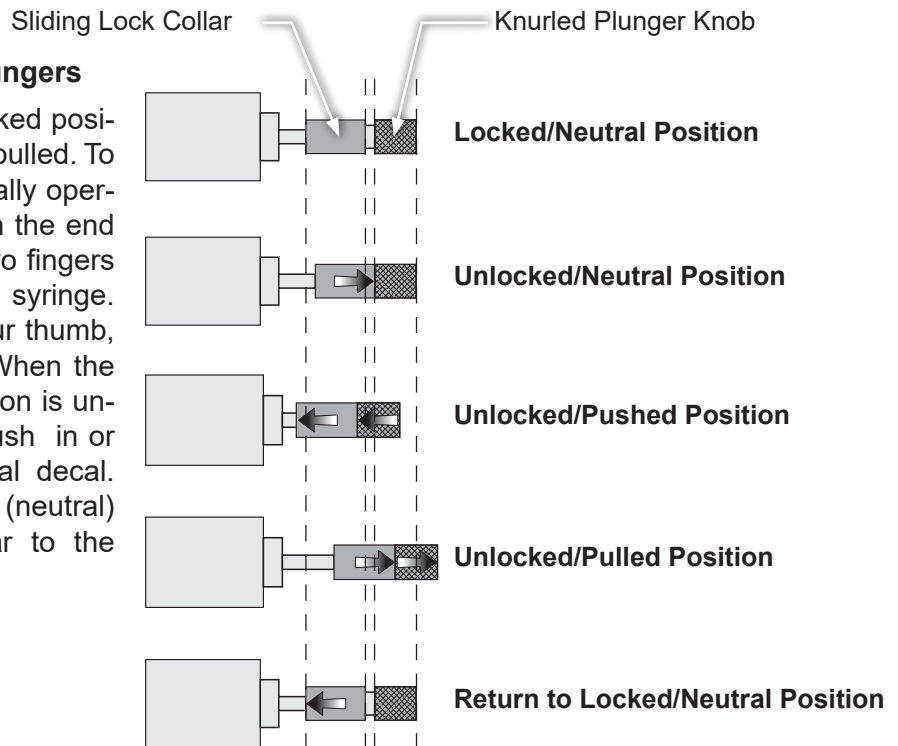 Sliding Lock Collar
Knurled Plunger Knob
ngers
ked posi-
pulled. To
ally oper-
the end
o fingers
syringe.
ur thumb,
When the
on is un-
ush in or
al decal.
(neutral)
ar to the
Locked/Neutral Position
Unlocked/Neutral Position
Unlocked/Pushed Position
Unlocked/Pulled Position
Return to Locked/Neutral Position